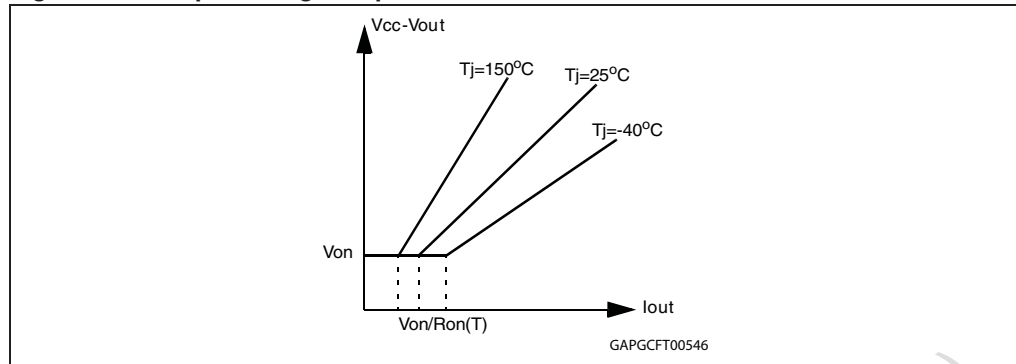 Vcc-Vout
Tj=150°C
Tj=25°C
Tj=-40°C
Von
Iout
Von/Ron(T)
GAPGCFT00546